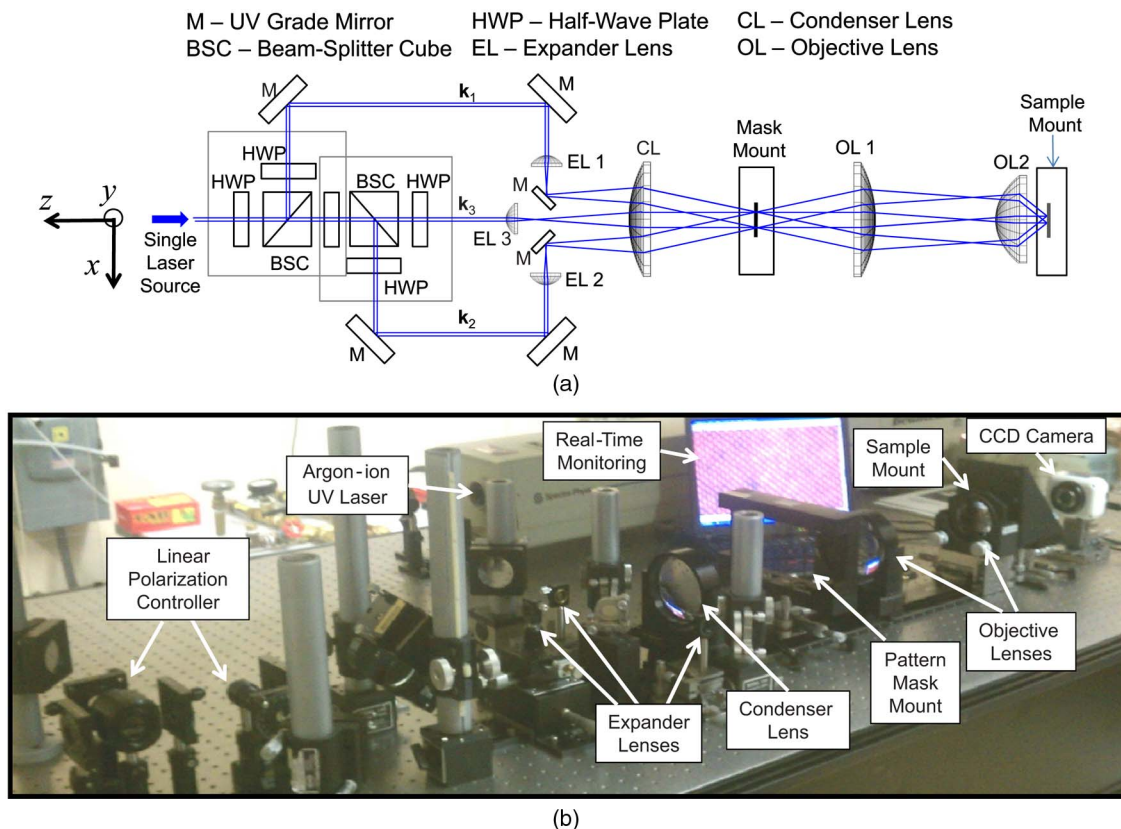 M – UV Grade Mirror
HWP – Half-Wave Plate
CL – Condenser Lens
BSC – Beam-Splitter Cube
EL – Expander Lens
OL – Objective Lens
M
k₁
M
Sample
Mount
HWP
HWP
BSC
HWP
EL 1
CL
Mask
Mount
OL 1
OL2
M
y
z
x
k₃
Single
Laser
Source
BSC
EL 3
M
HWP
EL 2
k₂
M
M
(a)
Real-Time
Monitoring
Sample
Mount
CCD Camera
Argon-ion
UV Laser
Spectra-Physics
Linear
Polarization
Controller
Expander
Lenses
Condenser
Lens
Pattern
Mask
Mount
Objective
Lenses
(b)